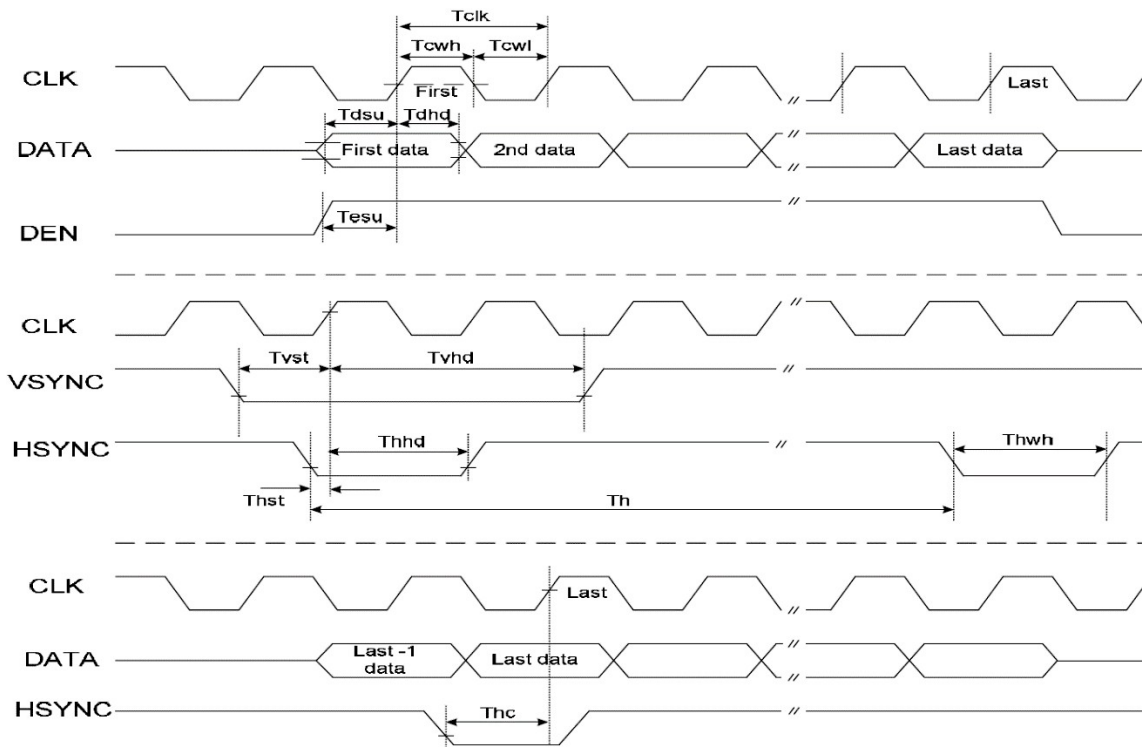 Tclk
Tcwh Tcwl
CLK First Last
Tdsu Tdhd
DATA First data 2nd data Last data
DEN Tesu
CLK
VSYNC Tvst Tvhd
HSYNC Thhd Thwh
Thst Th
CLK Last
DATA Last -1 data Last data
HSYNC Thc